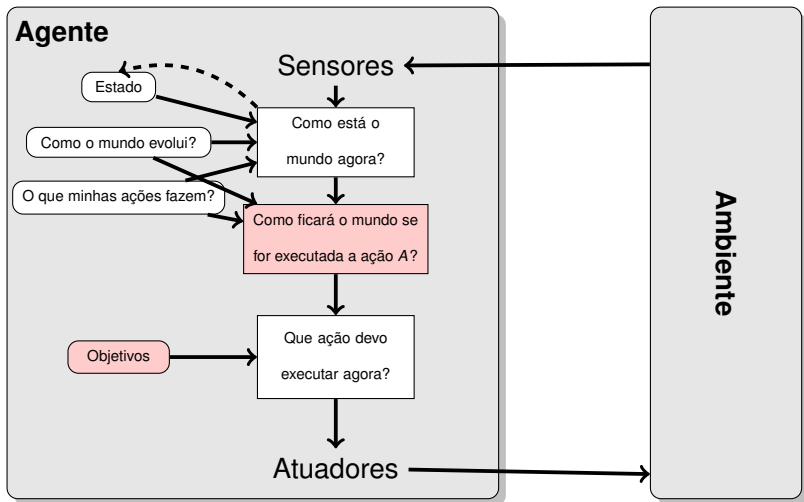 Agente
Sensores
Estado
Como está o
mundo agora?
Como o mundo evolui?
O que minhas ações fazem?
Como ficará o mundo se
for executada a ação A?
Que ação devo
executar agora?
Objetivos
Atuadores
Ambiente